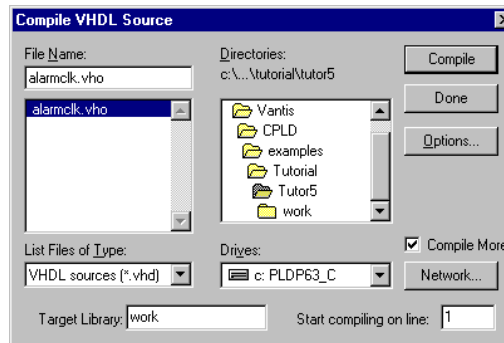 Compile VHDL Source
File Name:
alarmclk.vho
alarmclk.vho
List Files of Type:
VHDL sources (*.vhd)
Directories:
c:\...\tutorial\tutor5
Vantis
CPLD
examples
Tutorial
Tutor5
work
Drives:
c: PLDP63_C
Compile
Done
Options...
Compile More
Network...
Target Library: work
Start compiling on line: 1